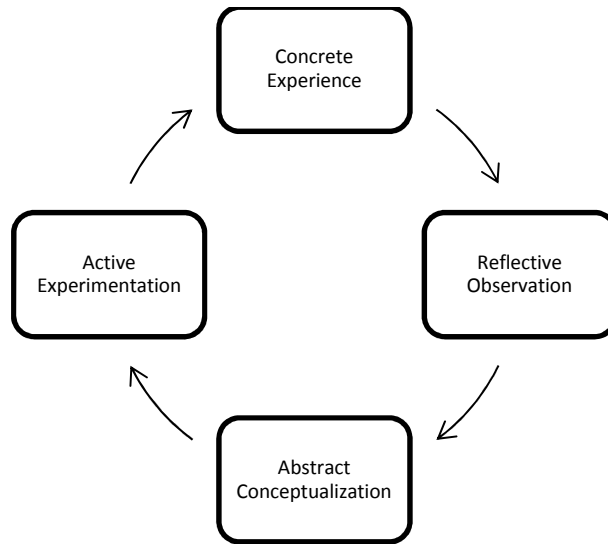 Concrete
Experience
Reflective
Observation
Abstract
Conceptualization
Active
Experimentation